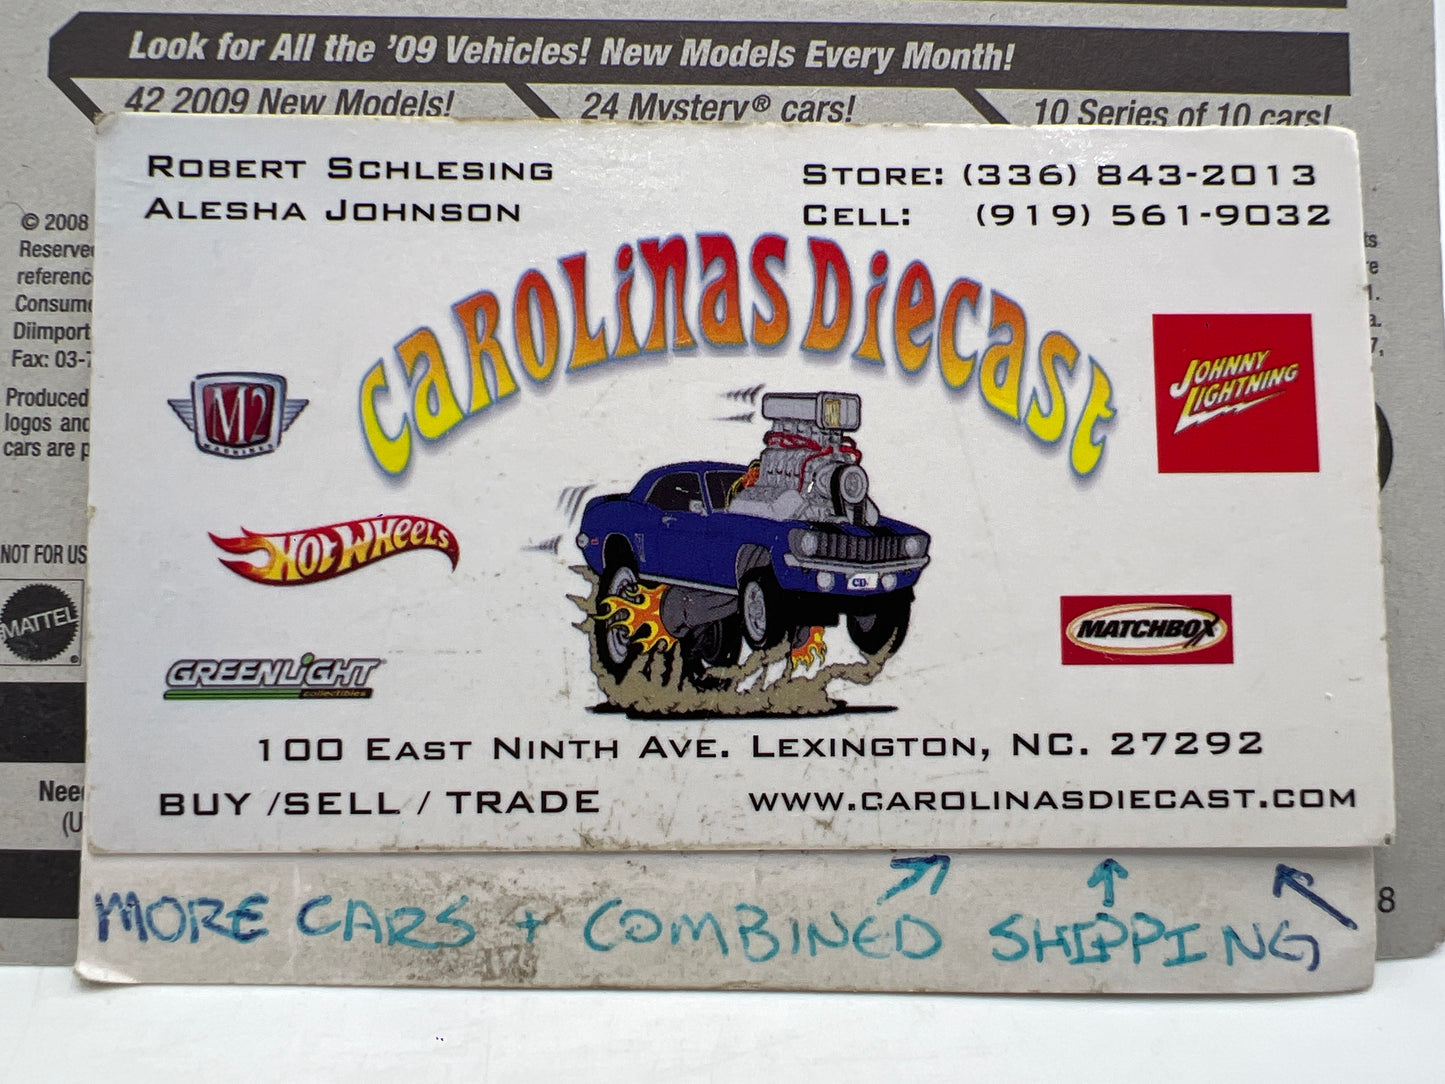 Look for All the '09 Vehicles! New Models Every Month!
42 2009 New Models!
24 Mystery® cars!
10 Series of 10 cars!
© 2008
Reserve
referenc
Consum
Diimport
Fax: 03-7
Produced
logos and
cars are p
NOT FOR US
MATTEL
Nee
(U
8
Robert Schlesing
Alesha Johnson
Store: (336) 843-2013
Cell: (919) 561-9032
Carolinas Diecast
M2
MACHINES
Johnny Lightning
Hot Wheels
CD
MATCHBOX
GREENLiGHT
collectibles
100 East Ninth Ave. Lexington, NC. 27292
BUY /SELL / TRADE
www.carolinasdiecast.com
MORE CARS + COMBINED SHIPPING